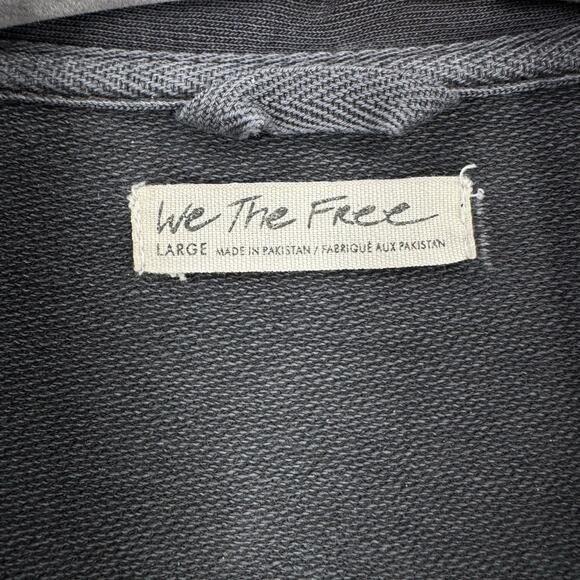 We The Free
LARGE MADE IN PAKISTAN / FABRIQUÉ AUX PAKISTAN